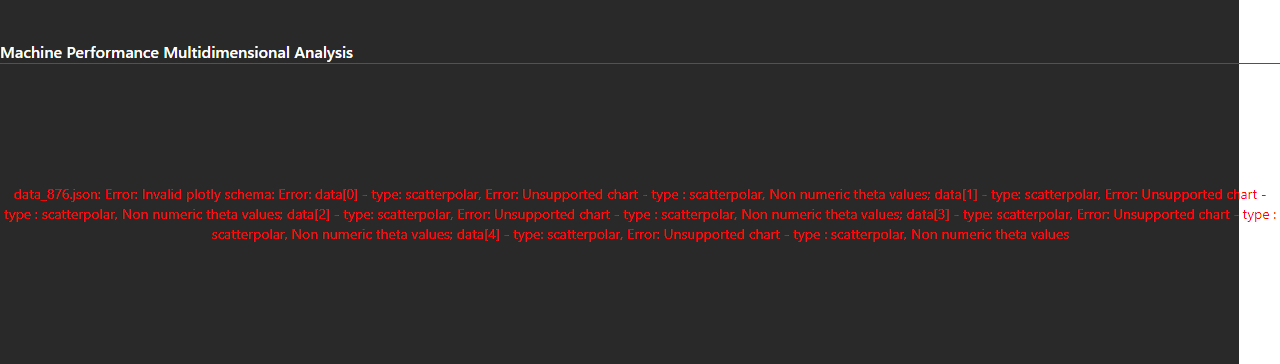 Machine Performance Multidimensional Analysis
data_876.json: Error: Invalid plotly schema: Error: data[0] - type: scatterpolar, Error: Unsupported chart - type : scatterpolar, Non numeric theta values; data[1] - type: scatterpolar, Error: Unsupported chart -
type : scatterpolar, Non numeric theta values; data[2] - type: scatterpolar, Error: Unsupported chart - type : scatterpolar, Non numeric theta values; data[3] - type: scatterpolar, Error: Unsupported chart - type :
scatterpolar, Non numeric theta values; data[4] - type: scatterpolar, Error: Unsupported chart - type : scatterpolar, Non numeric theta values